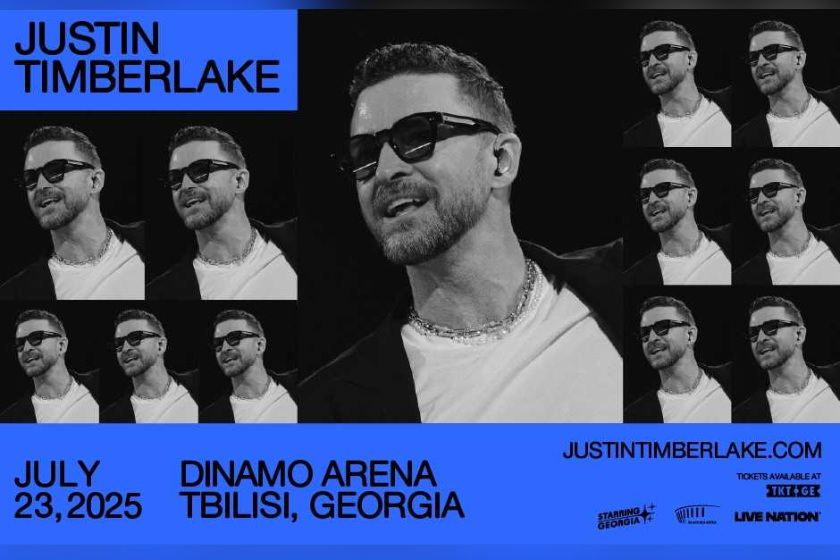 JUSTIN
TIMBERLAKE
JULY
23, 2025
DINAMO ARENA
TBILISI, GEORGIA
JUSTINTIMBERLAKE.COM
TICKETS AVAILABLE AT
TKT GE
STARRING
GEORGIA
LIVE NATION